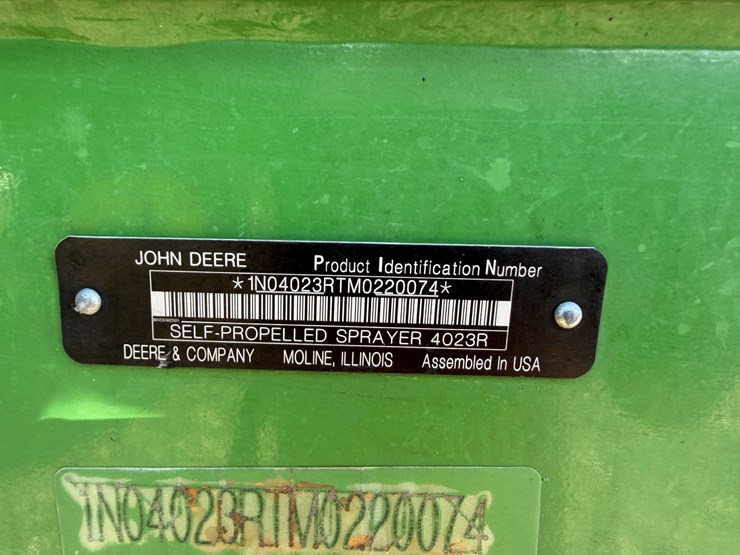 JOHN DEERE Product Identification Number
*1N04023RTM0220074*
SELF-PROPELLED SPRAYER 4023R
DEERE & COMPANY MOLINE, ILLINOIS Assembled In USA
1N04023RTM0220074